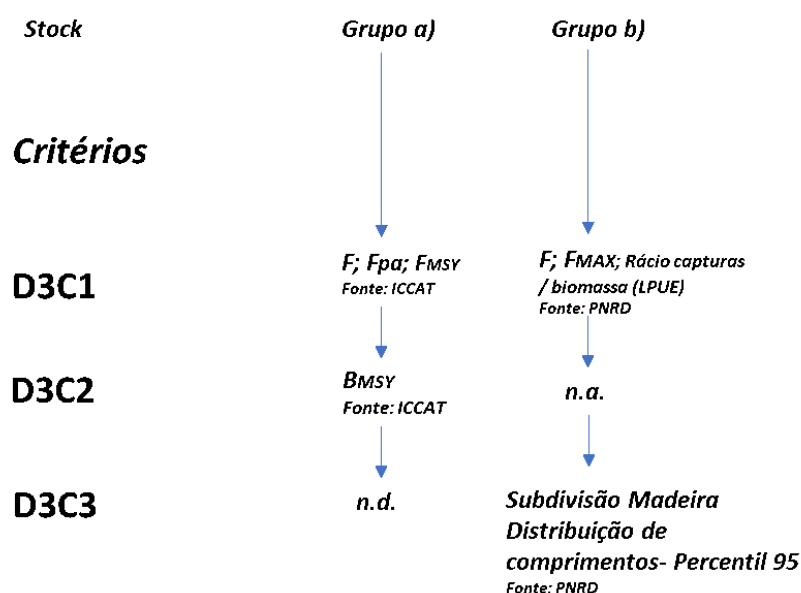 Stock Grupo a) Grupo b)
Critérios
D3C1
F; Fpa; FMSY
Fonte: ICCAT
F; FMAX; Rácio capturas
/ biomassa (LPUE)
Fonte: PNRD
D3C2
BMSY
Fonte: ICCAT
n.a.
D3C3
n.d.
Subdivisão Madeira
Distribuição de
comprimentos- Percentil 95
Fonte: PNRD